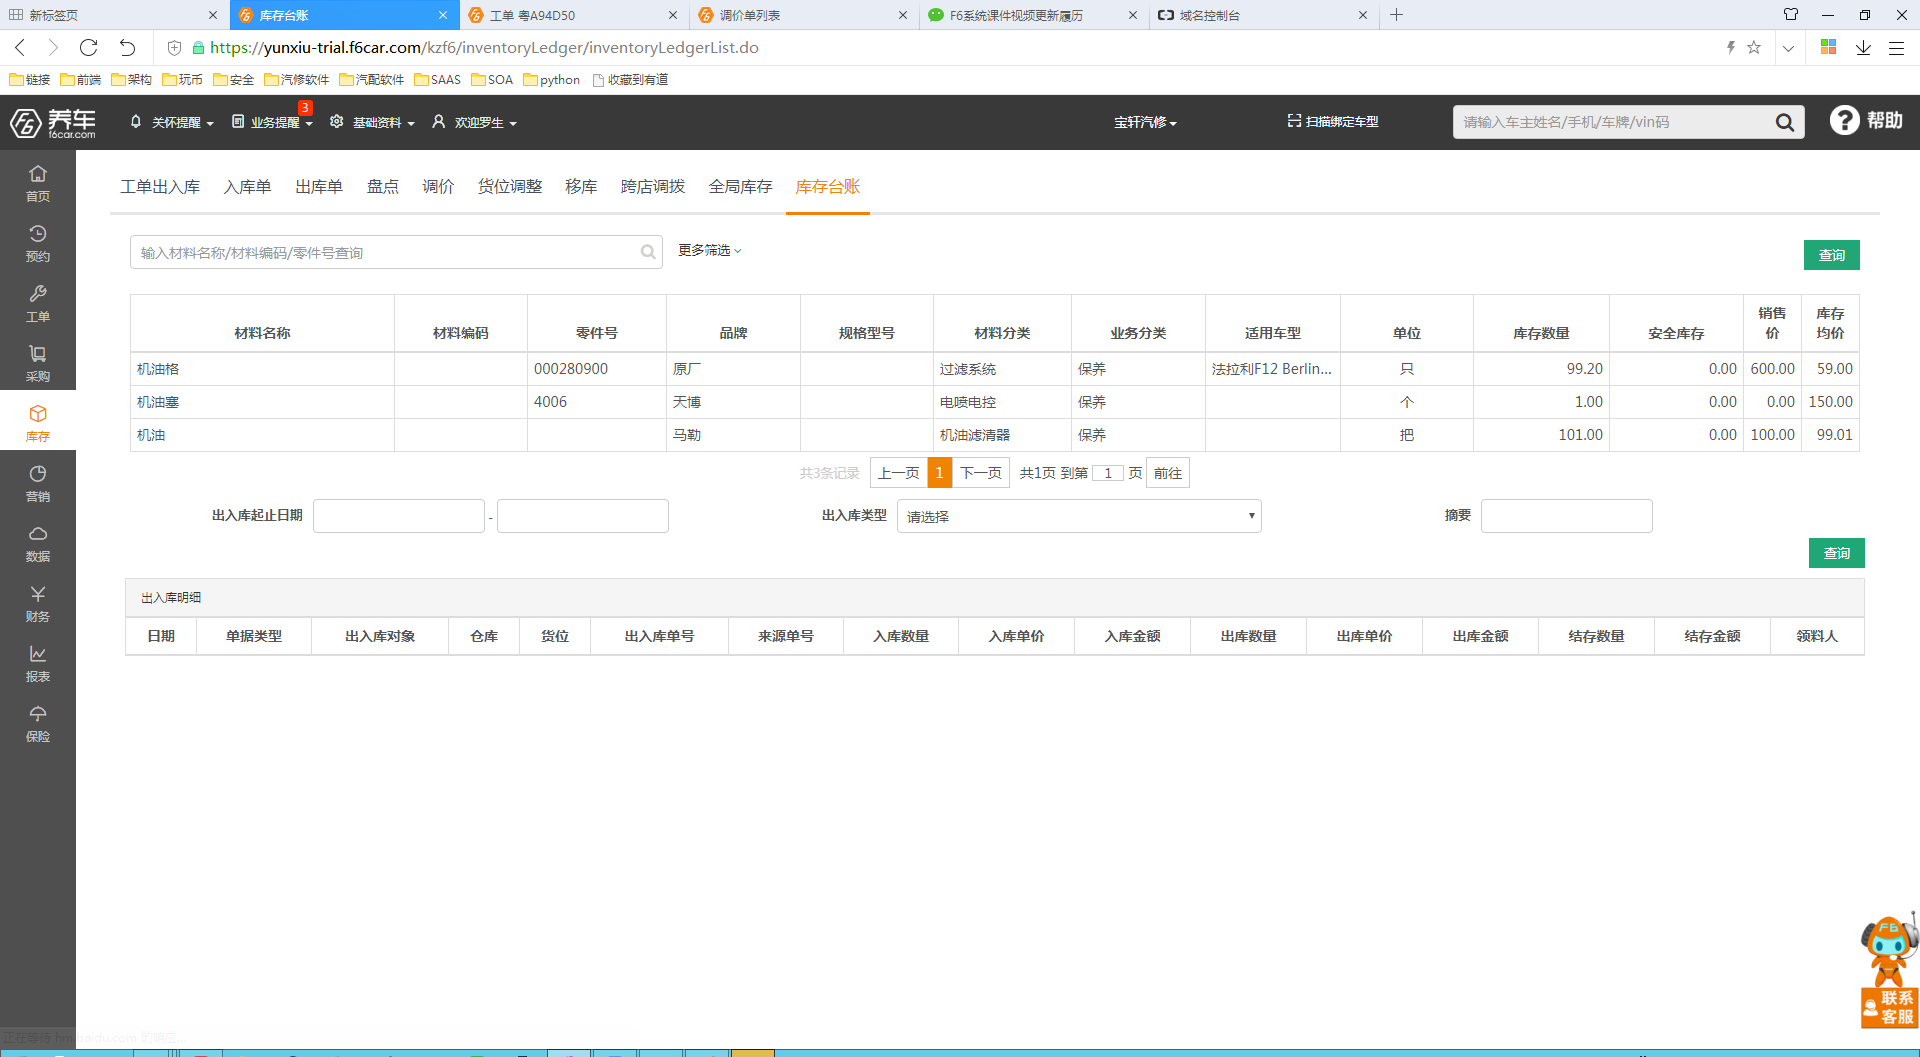 新标签页
库存台账
工单 粤A94D50
调价单列表
F6系统课件视频更新履历
域名控制台
https://yunxiu-trial.f6car.com/kzf6/inventoryLedger/inventoryLedgerList.do
链接 前端 架构 玩币 安全 汽修软件 汽配软件 SAAS SOA python 收藏到有道
F6 养车 f6car.com
关怀提醒 业务提醒 3 基础资料 欢迎罗生 宝轩汽修 扫描绑定车型 请输入车主姓名/手机/车牌/vin码 ? 帮助
首页
预约
工单
采购
库存
营销
数据
财务
报表
保险
工单出入库 入库单 出库单 盘点 调价 货位调整 移库 跨店调拨 全局库存 库存台账
输入材料名称/材料编码/零件号查询 更多筛选 查询
材料名称 材料编码 零件号 品牌 规格型号 材料分类 业务分类 适用车型 单位 库存数量 安全库存 销售价 库存均价
机油格 000280900 原厂 过滤系统 保养 法拉利F12 Berlin... 只 99.20 0.00 600.00 59.00
机油塞 4006 天博 电喷电控 保养 个 1.00 0.00 0.00 150.00
机油 马勒 机油滤清器 保养 把 101.00 0.00 100.00 99.01
共3条记录 上一页 1 下一页 共1页 到第 1 页 前往
出入库起止日期 - 出入库类型 请选择 摘要
查询
出入库明细
日期 单据类型 出入库对象 仓库 货位 出入库单号 来源单号 入库数量 入库单价 入库金额 出库数量 出库单价 出库金额 结存数量 结存金额 领料人
F6
联系
客服